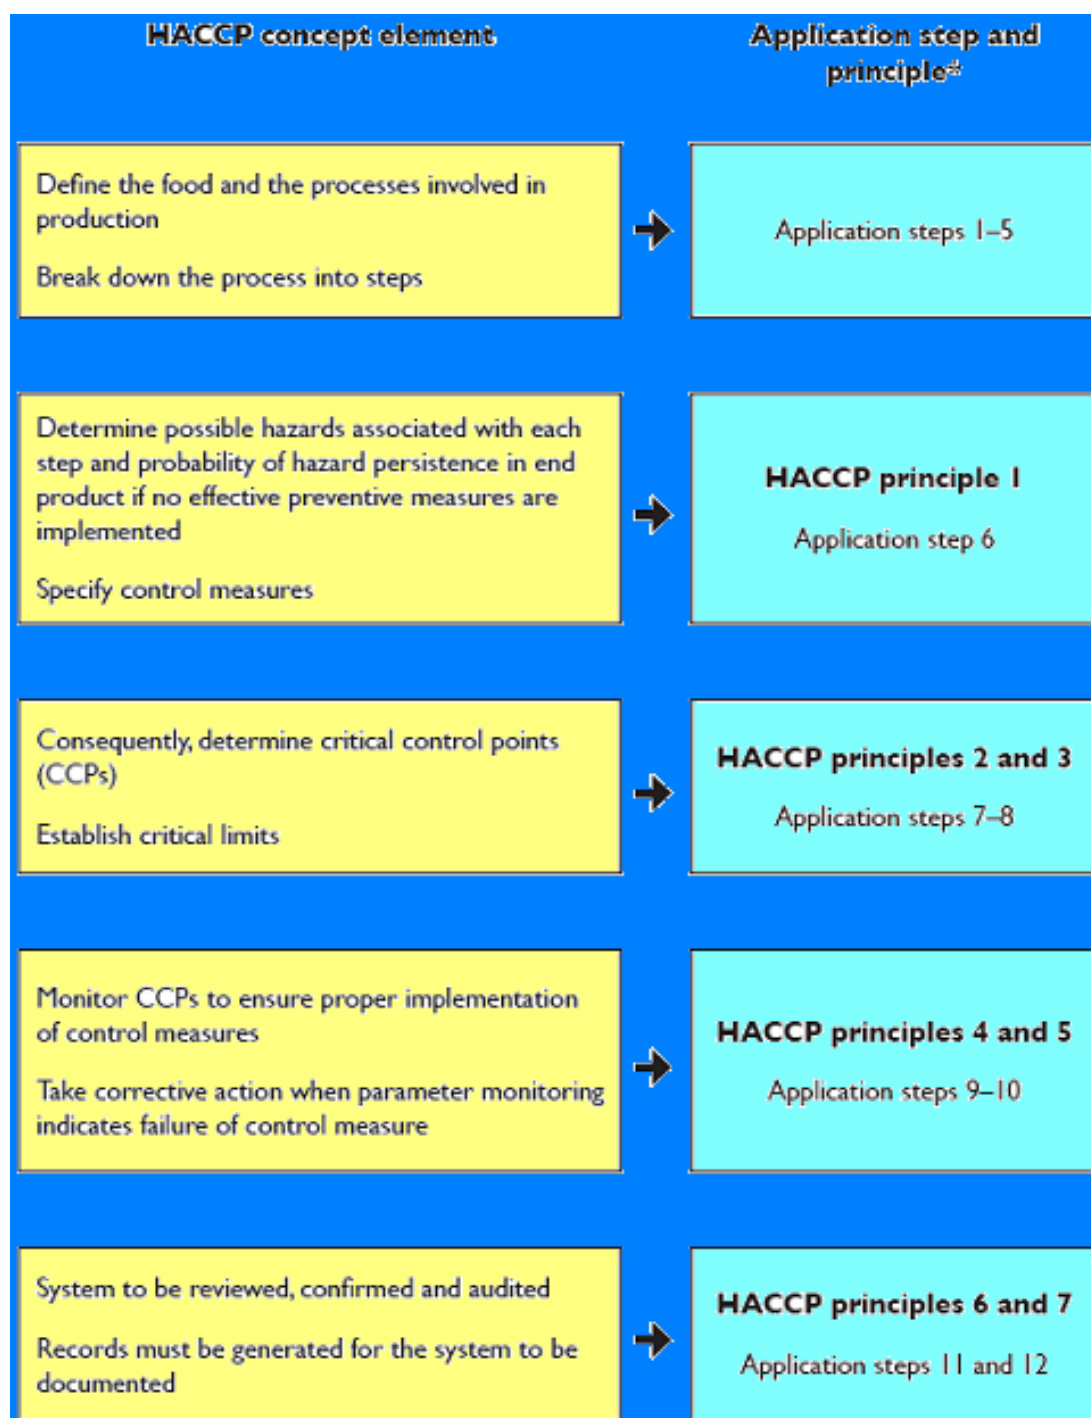 HACCP concept element
Application step and
principle*
Define the food and the processes involved in
production
Break down the process into steps
Application steps 1–5
Determine possible hazards associated with each
step and probability of hazard persistence in end
product if no effective preventive measures are
implemented
Specify control measures
HACCP principle 1
Application step 6
Consequently, determine critical control points
(CCPs)
Establish critical limits
HACCP principles 2 and 3
Application steps 7–8
Monitor CCPs to ensure proper implementation
of control measures
Take corrective action when parameter monitoring
indicates failure of control measure
HACCP principles 4 and 5
Application steps 9–10
System to be reviewed, confirmed and audited
Records must be generated for the system to be
documented
HACCP principles 6 and 7
Application steps 11 and 12